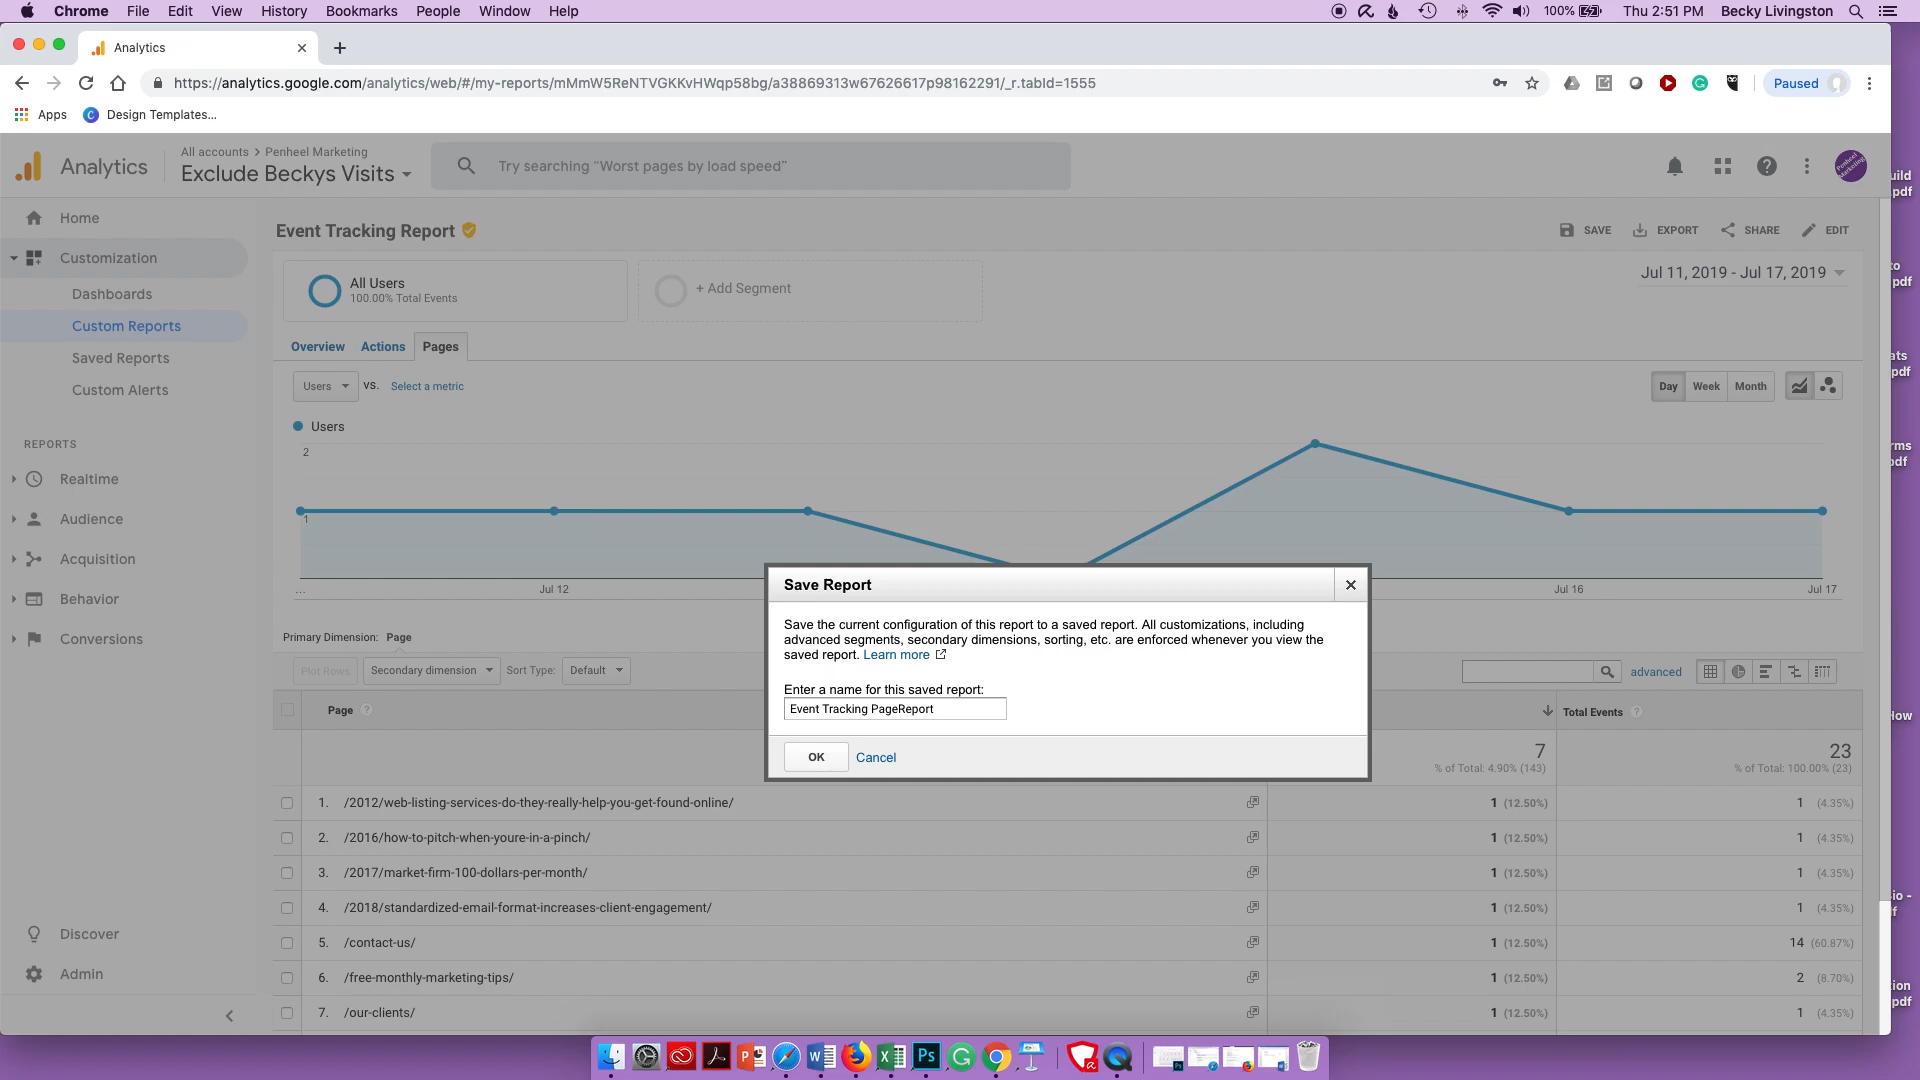 Chrome File Edit View History Bookmarks People Window Help 100% Thu 2:51 PM Becky Livingston
Analytics
https://analytics.google.com/analytics/web/#/my-reports/mMmW5ReNTVGKKvHWqp58bg/a38869313w67626617p98162291/_r.tabId=1555 Paused
Apps Design Templates...
Analytics
All accounts > Penheel Marketing
Exclude Beckys Visits
Try searching “Worst pages by load speed”
Home
Customization
Dashboards
Custom Reports
Saved Reports
Custom Alerts
REPORTS
Realtime
Audience
Acquisition
Behavior
Conversions
Discover
Admin
Event Tracking Report
SAVE EXPORT SHARE EDIT
All Users
100.00% Total Events
+ Add Segment
Jul 11, 2019 - Jul 17, 2019
Overview Actions Pages
Users VS. Select a metric
Day Week Month
Users
2
1
... Jul 12 Jul 16 Jul 17
Save Report
Save the current configuration of this report to a saved report. All customizations, including
advanced segments, secondary dimensions, sorting, etc. are enforced whenever you view the
saved report. Learn more
Enter a name for this saved report:
Event Tracking PageReport
OK Cancel
Primary Dimension: Page
Plot Rows Secondary dimension Sort Type: Default advanced
Page Total Events
7 23
% of Total: 4.90% (143) % of Total: 100.00% (23)
1. /2012/web-listing-services-do-they-really-help-you-get-found-online/ 1 (12.50%) 1 (4.35%)
2. /2016/how-to-pitch-when-youre-in-a-pinch/ 1 (12.50%) 1 (4.35%)
3. /2017/market-firm-100-dollars-per-month/ 1 (12.50%) 1 (4.35%)
4. /2018/standardized-email-format-increases-client-engagement/ 1 (12.50%) 1 (4.35%)
5. /contact-us/ 1 (12.50%) 14 (60.87%)
6. /free-monthly-marketing-tips/ 1 (12.50%) 2 (8.70%)
7. /our-clients/ 1 (12.50%) 1 (4.35%)
Ps